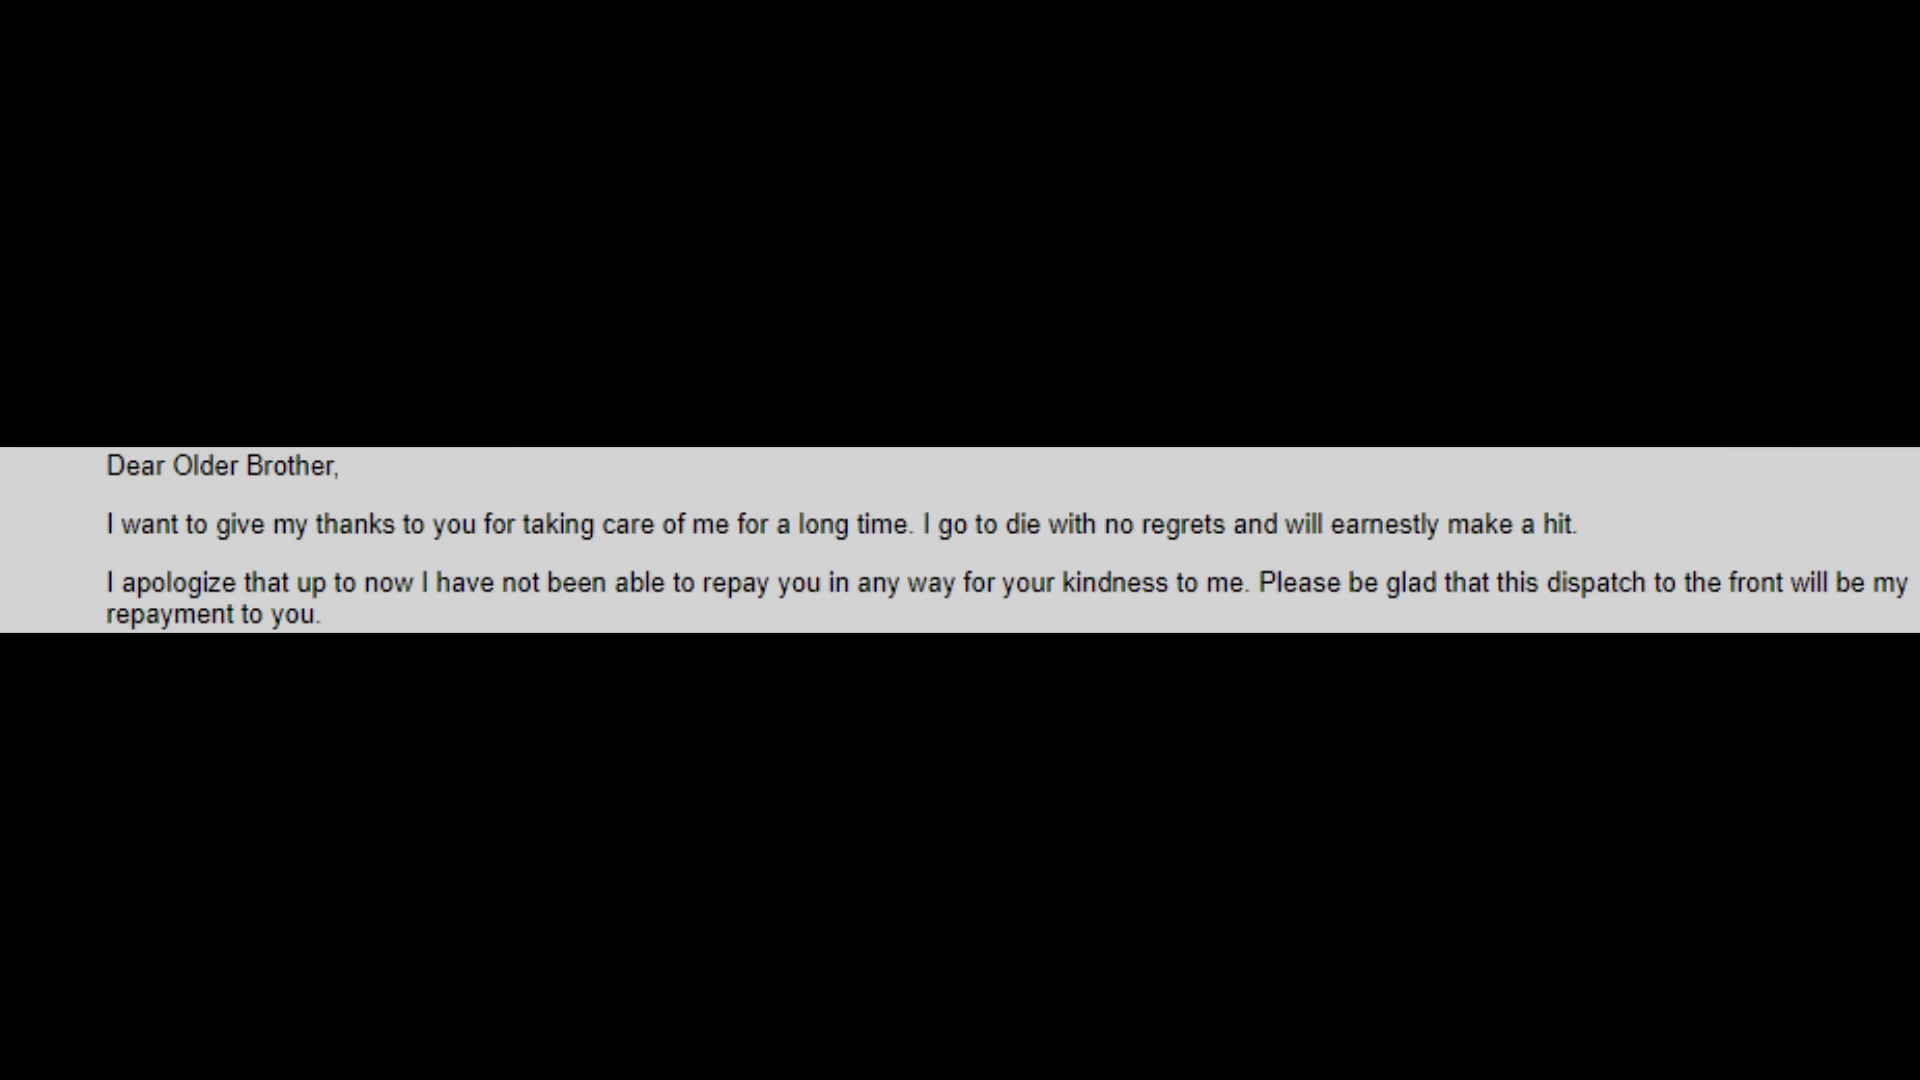 Dear Older Brother,
I want to give my thanks to you for taking care of me for a long time. I go to die with no regrets and will earnestly make a hit.
I apologize that up to now I have not been able to repay you in any way for your kindness to me. Please be glad that this dispatch to the front will be my
repayment to you.